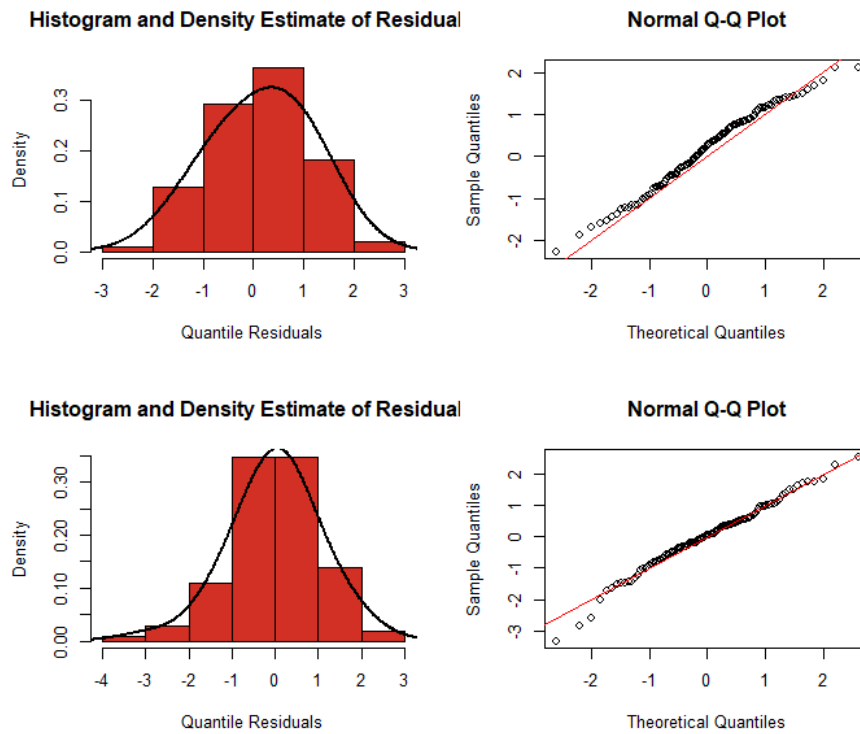 Histogram and Density Estimate of Residual
Density
0.0 0.1 0.2 0.3
-3 -2 -1 0 1 2 3
Quantile Residuals
Normal Q-Q Plot
Sample Quantiles
-2 -1 0 1 2
-2 -1 0 1 2
Theoretical Quantiles
Histogram and Density Estimate of Residual
Density
0.00 0.10 0.20 0.30
-4 -3 -2 -1 0 1 2 3
Quantile Residuals
Normal Q-Q Plot
Sample Quantiles
-3 -2 -1 0 1 2
-2 -1 0 1 2
Theoretical Quantiles